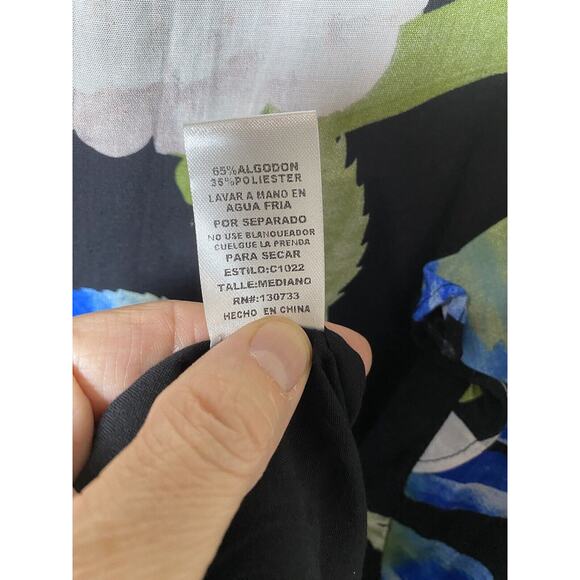 65%ALGODON
35%POLIESTER
LAVAR A MANO EN
AGUA FRIA
POR SEPARADO
NO USE BLANQUEADOR
CUELGUE LA PRENDA
PARA SECAR
ESTILO:C1022
TALLE:MEDIANO
RN#:130733
HECHO EN CHINA